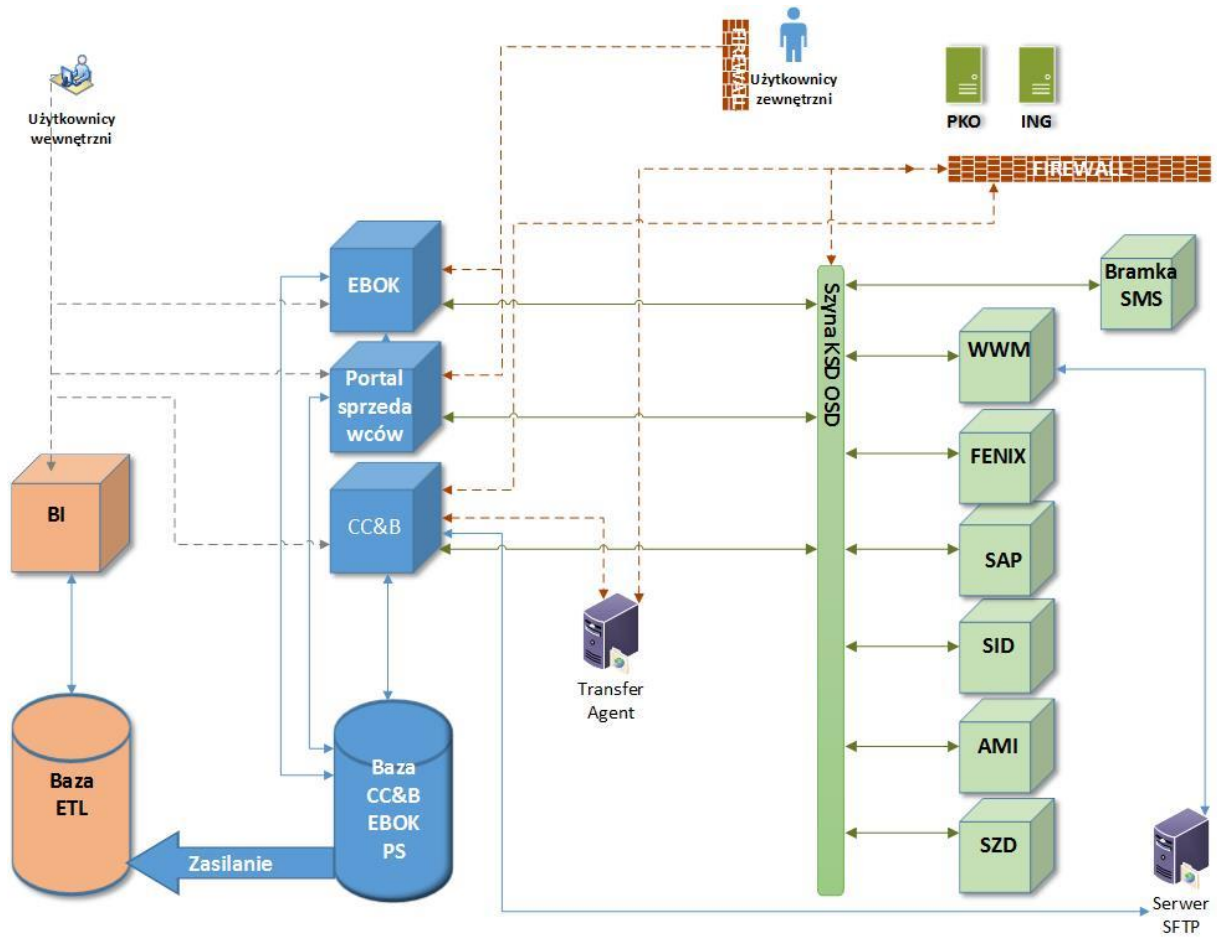 FIREWALL
Użytkownicy
zewnętrzni
Użytkownicy
wewnętrzni
PKO
ING
FIREWALL
EBOK
Bramka
SMS
Szyna KSD OSD
WWM
Portal
sprzeda
wców
FENIX
BI
CC&B
SAP
SID
Transfer
Agent
AMI
Baza
ETL
Baza
CC&B
EBOK
PS
Zasilanie
SZD
Serwer
SFTP